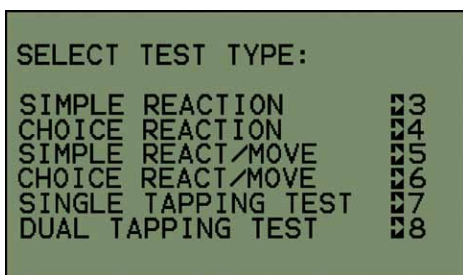 SELECT TEST TYPE:
SIMPLE REACTION 3
CHOICE REACTION 4
SIMPLE REACT/MOVE 5
CHOICE REACT/MOVE 6
SINGLE TAPPING TEST 7
DUAL TAPPING TEST 8